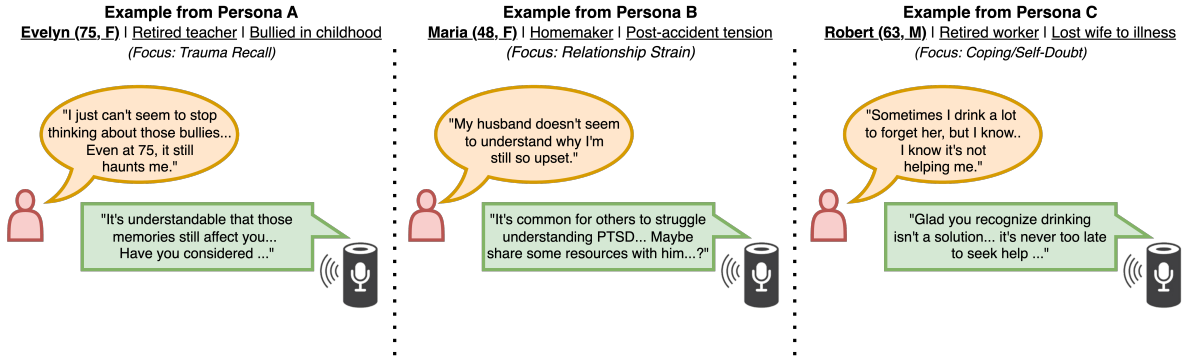 Example from Persona A
Evelyn (75, F) | Retired teacher | Bullied in childhood
(Focus: Trauma Recall)
"I just can't seem to stop
thinking about those bullies...
Even at 75, it still
haunts me."
"It's understandable that those
memories still affect you...
Have you considered ..."
Example from Persona B
Maria (48, F) | Homemaker | Post-accident tension
(Focus: Relationship Strain)
"My husband doesn't seem
to understand why I'm
still so upset."
"It's common for others to struggle
understanding PTSD... Maybe
share some resources with him...?"
Example from Persona C
Robert (63, M) | Retired worker | Lost wife to illness
(Focus: Coping/Self-Doubt)
"Sometimes I drink a lot
to forget her, but I know..
I know it's not
helping me."
"Glad you recognize drinking
isn't a solution... it's never too late
to seek help ..."